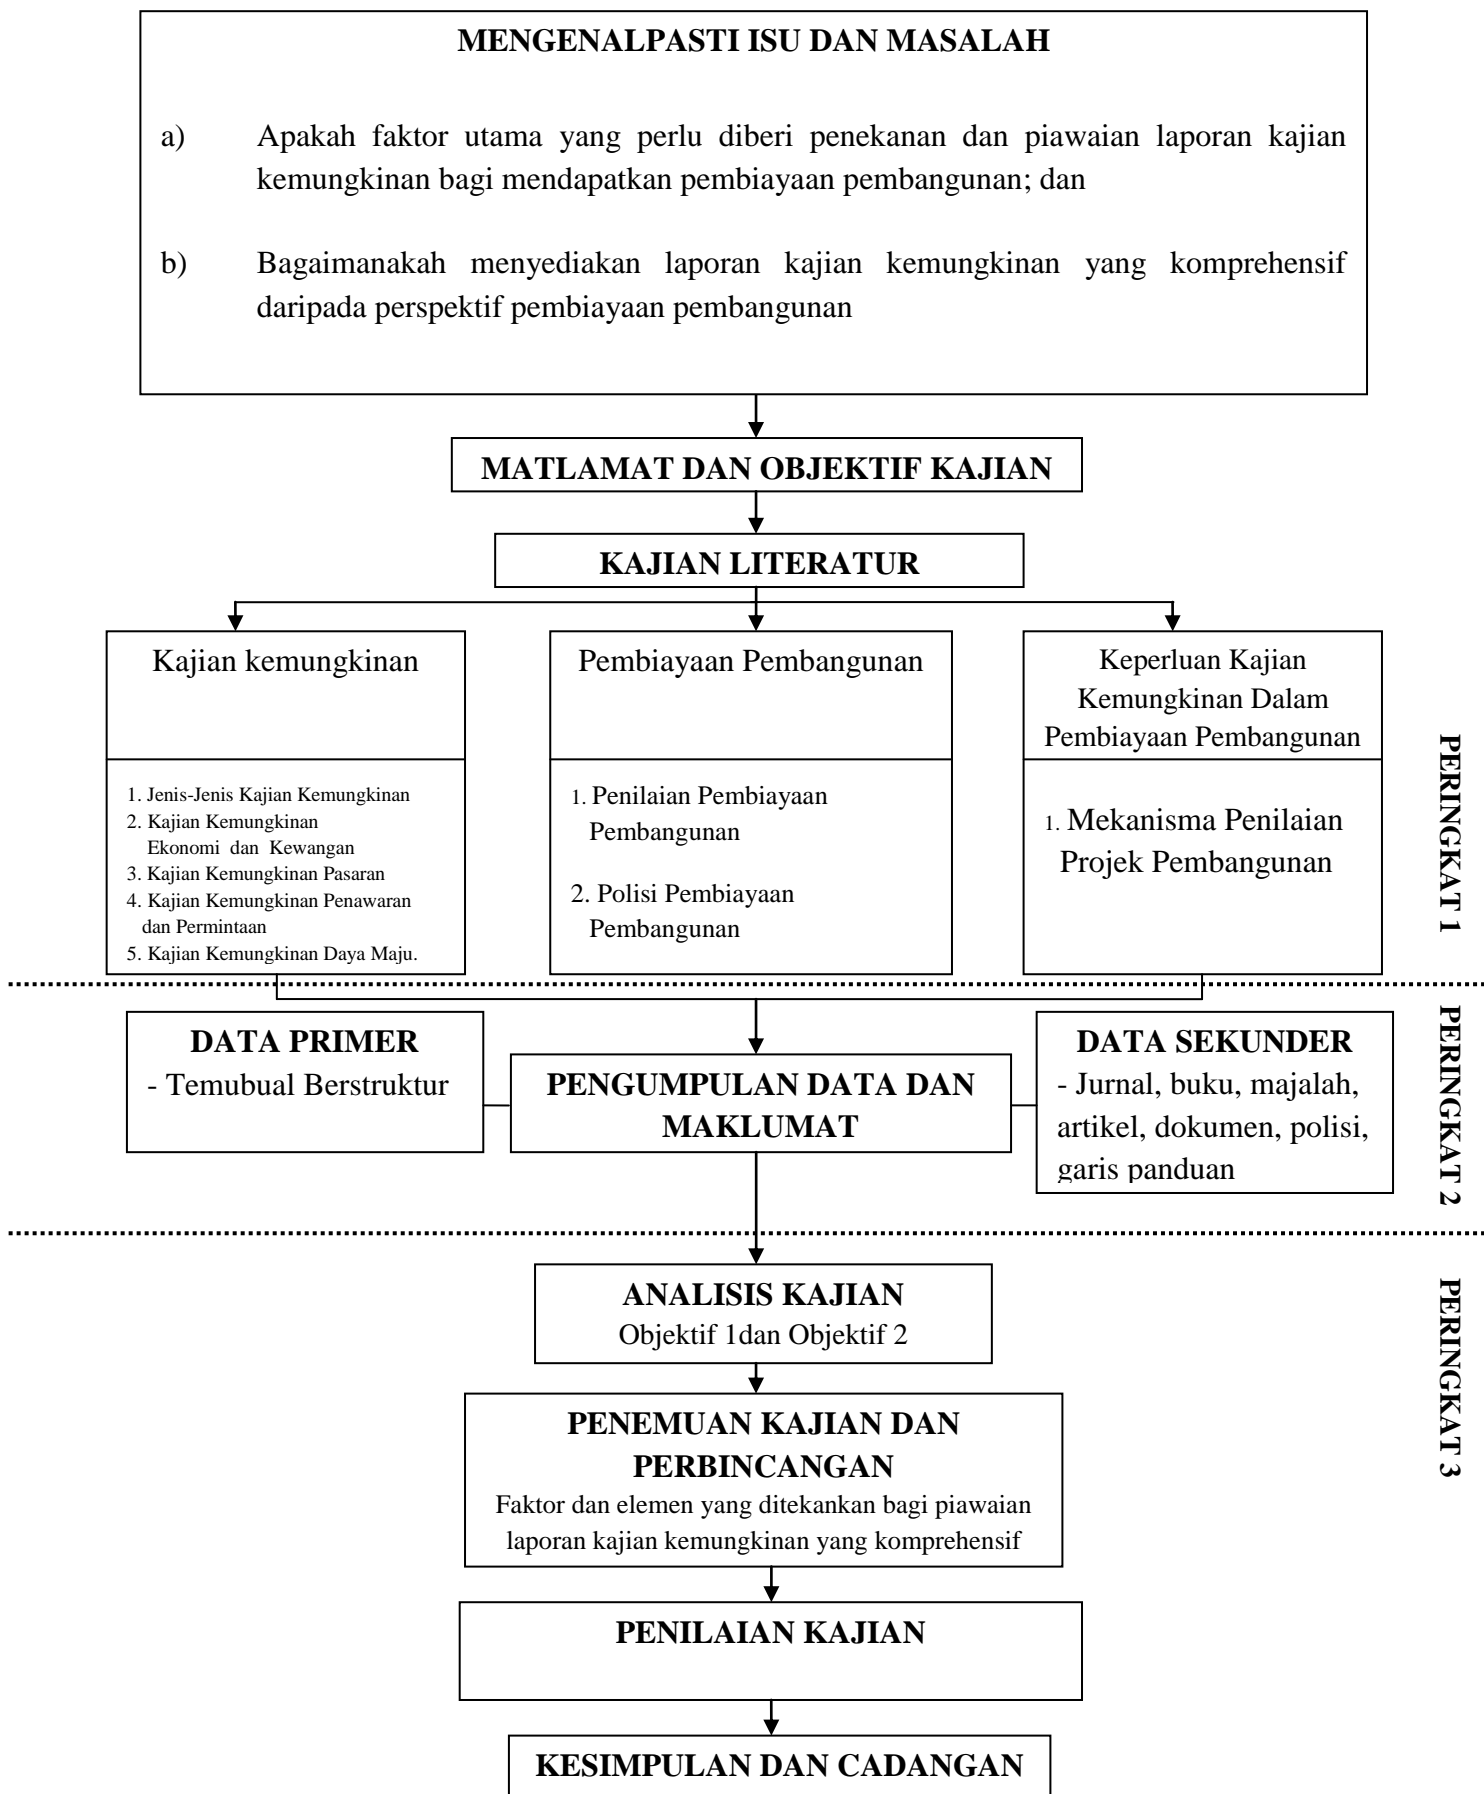 MENGENALPASTI ISU DAN MASALAH
a) Apakah faktor utama yang perlu diberi penekanan dan piawaian laporan kajian
kemungkinan bagi mendapatkan pembiayaan pembangunan; dan
b) Bagaimanakah menyediakan laporan kajian kemungkinan yang komprehensif
daripada perspektif pembiayaan pembangunan
MATLAMAT DAN OBJEKTIF KAJIAN
KAJIAN LITERATUR
Kajian kemungkinan
1. Jenis-Jenis Kajian Kemungkinan
2. Kajian Kemungkinan
Ekonomi dan Kewangan
3. Kajian Kemungkinan Pasaran
4. Kajian Kemungkinan Penawaran
dan Permintaan
5. Kajian Kemungkinan Daya Maju.
Pembiayaan Pembangunan
1. Penilaian Pembiayaan
Pembangunan
2. Polisi Pembiayaan
Pembangunan
Keperluan Kajian
Kemungkinan Dalam
Pembiayaan Pembangunan
1. Mekanisma Penilaian
Projek Pembangunan
PERINGKAT 1
DATA PRIMER
- Temubual Berstruktur
PENGUMPULAN DATA DAN
MAKLUMAT
DATA SEKUNDER
- Jurnal, buku, majalah,
artikel, dokumen, polisi,
garis panduan
PERINGKAT 2
ANALISIS KAJIAN
Objektif 1dan Objektif 2
PENEMUAN KAJIAN DAN
PERBINCANGAN
Faktor dan elemen yang ditekankan bagi piawaian
laporan kajian kemungkinan yang komprehensif
PENILAIAN KAJIAN
KESIMPULAN DAN CADANGAN
PERINGKAT 3